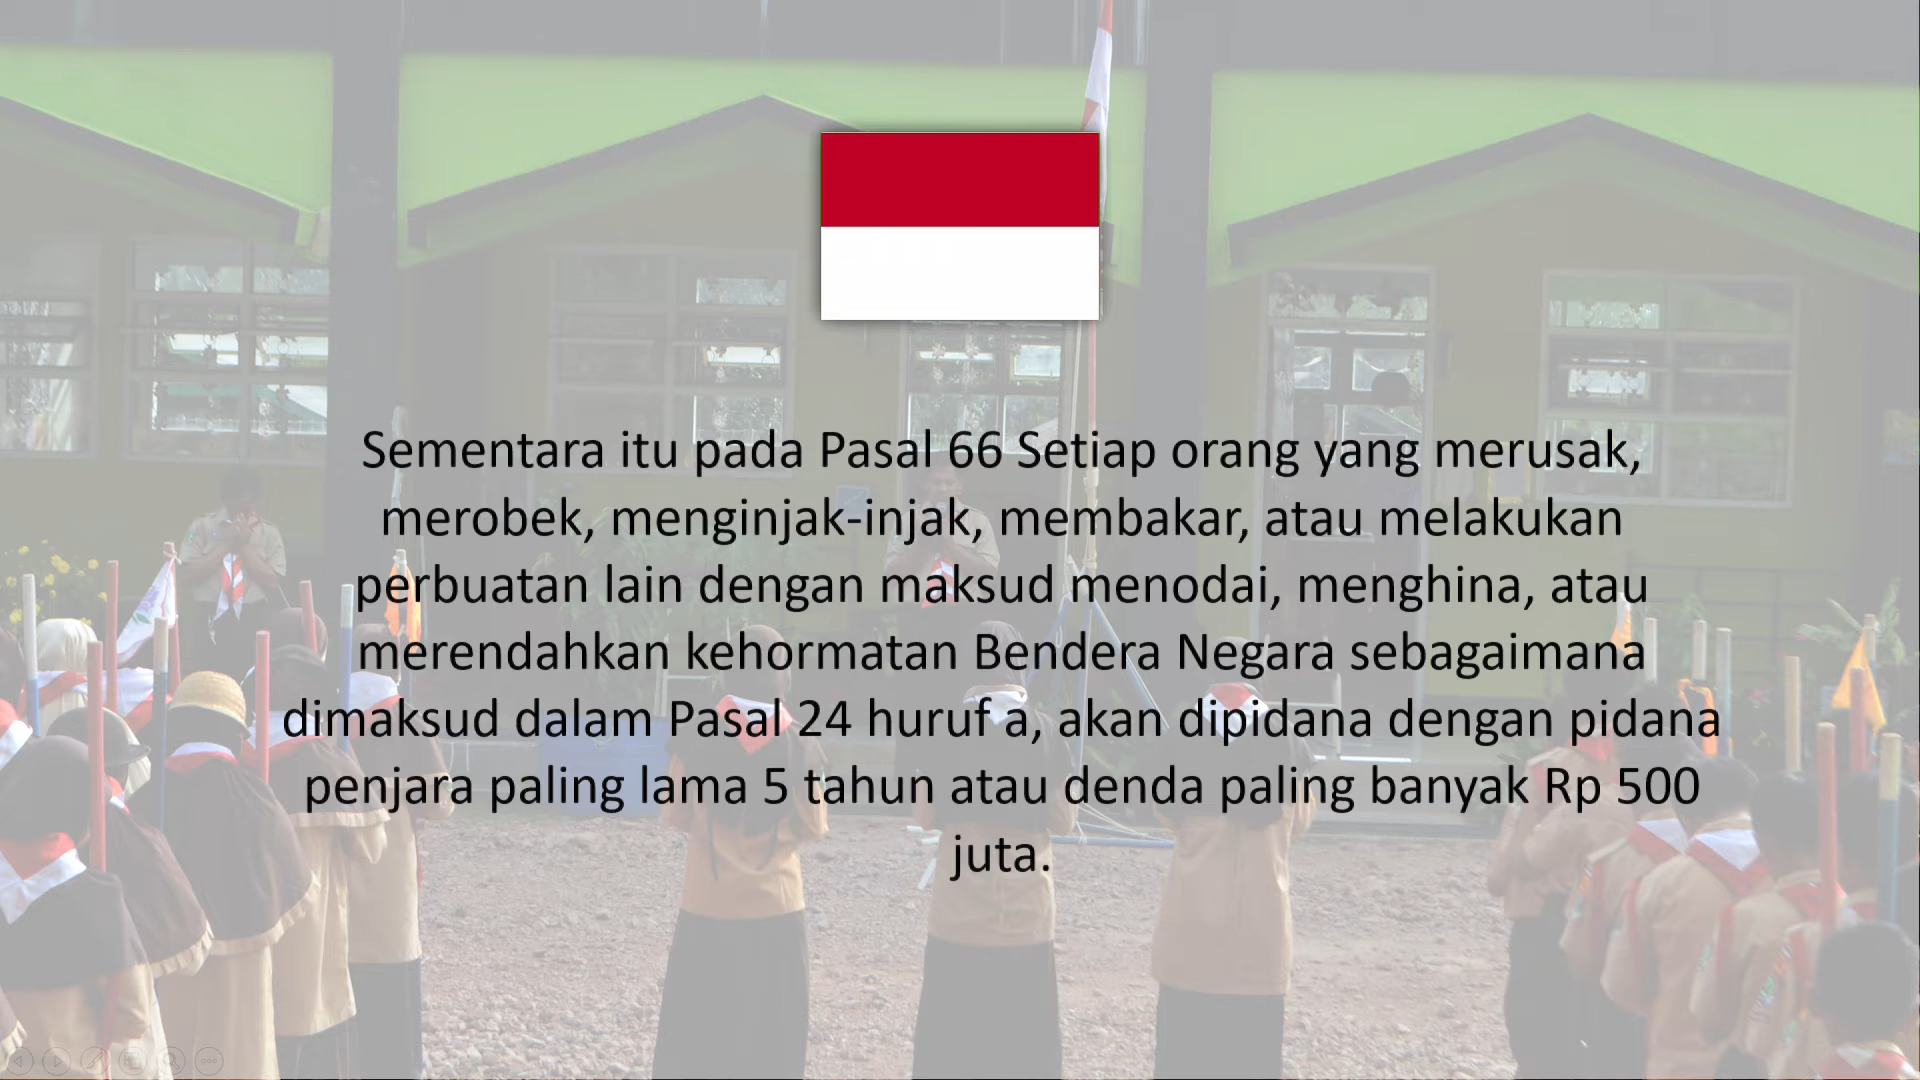 Sementara itu pada Pasal 66 Setiap orang yang merusak,
merobek, menginjak-injak, membakar, atau melakukan
perbuatan lain dengan maksud menodai, menghina, atau
merendahkan kehormatan Bendera Negara sebagaimana
dimaksud dalam Pasal 24 huruf a, akan dipidana dengan pidana
penjara paling lama 5 tahun atau denda paling banyak Rp 500
juta.